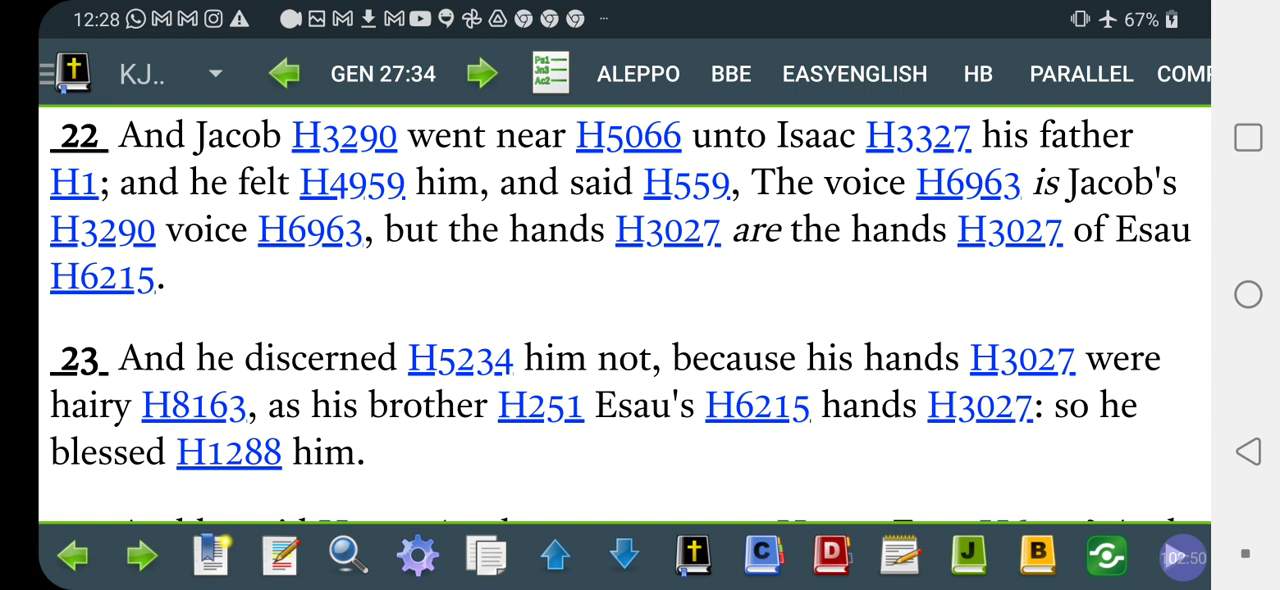 12:28 ... 67%
KJ.. GEN 27:34 Ps1 Jn3 Ac2 ALEPPO BBE EASYENGLISH HB PARALLEL COMP
22 And Jacob H3290 went near H5066 unto Isaac H3327 his father
H1; and he felt H4959 him, and said H559, The voice H6963 is Jacob's
H3290 voice H6963, but the hands H3027 are the hands H3027 of Esau
H6215.
23 And he discerned H5234 him not, because his hands H3027 were
hairy H8163, as his brother H251 Esau's H6215 hands H3027: so he
blessed H1288 him.
C D J B 02:50